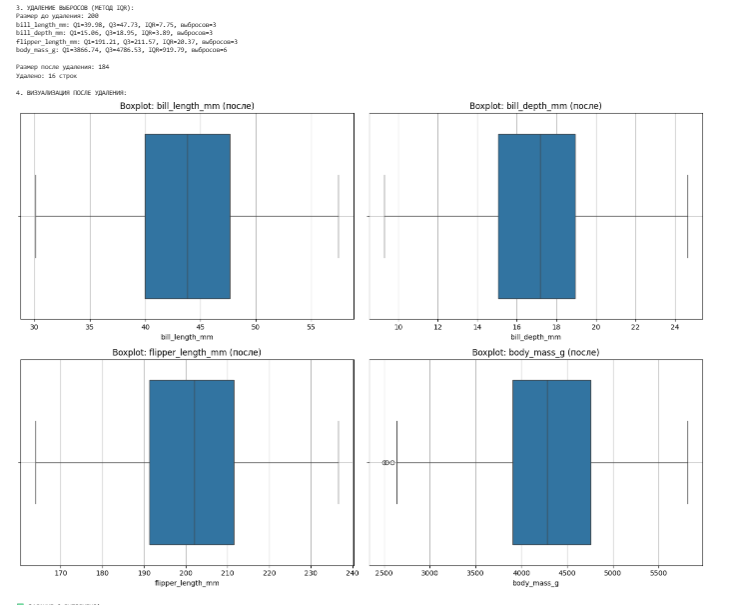 3. УДАЛЕНИЕ ВЫБРОСОВ (МЕТОД IQR):
Размер до удаления: 200
bill_length_mm: Q1=39.98, Q3=47.73, IQR=7.75, выбросов=3
bill_depth_mm: Q1=15.06, Q3=18.95, IQR=3.89, выбросов=3
flipper_length_mm: Q1=191.21, Q3=211.57, IQR=20.37, выбросов=3
body_mass_g: Q1=3866.74, Q3=4786.53, IQR=919.79, выбросов=6
Размер после удаления: 184
Удалено: 16 строк
4. ВИЗУАЛИЗАЦИЯ ПОСЛЕ УДАЛЕНИЯ:
Boxplot: bill_length_mm (после)
30 35 40 45 50 55
bill_length_mm
Boxplot: bill_depth_mm (после)
10 12 14 16 18 20 22 24
bill_depth_mm
Boxplot: flipper_length_mm (после)
170 180 190 200 210 220 230 240
flipper_length_mm
Boxplot: body_mass_g (после)
2500 3000 3500 4000 4500 5000 5500
body_mass_g